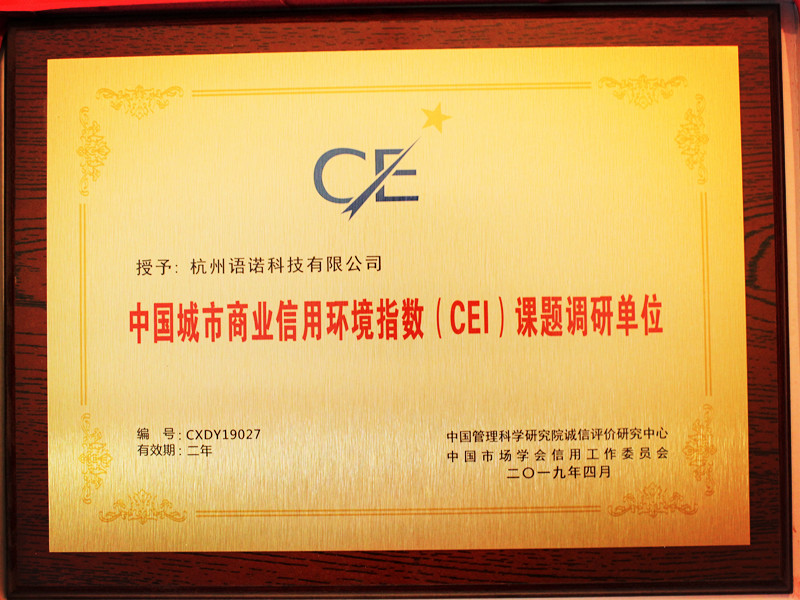 CE
授予：杭州语诺科技有限公司
中国城市商业信用环境指数（CEI）课题调研单位
编 号：CXDY19027
有效期：二年
中国管理科学研究院诚信评价研究中心
中国市场学会信用工作委员会
二〇一九年四月